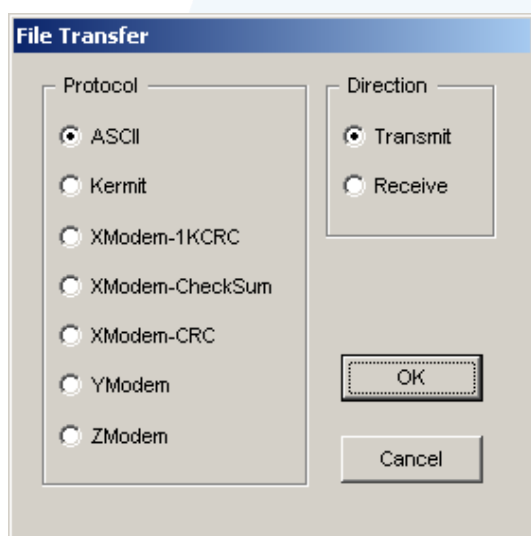 File Transfer
Protocol
ASCII
Kermit
XModem-1KCRC
XModem-CheckSum
XModem-CRC
YModem
ZModem
Direction
Transmit
Receive
OK
Cancel